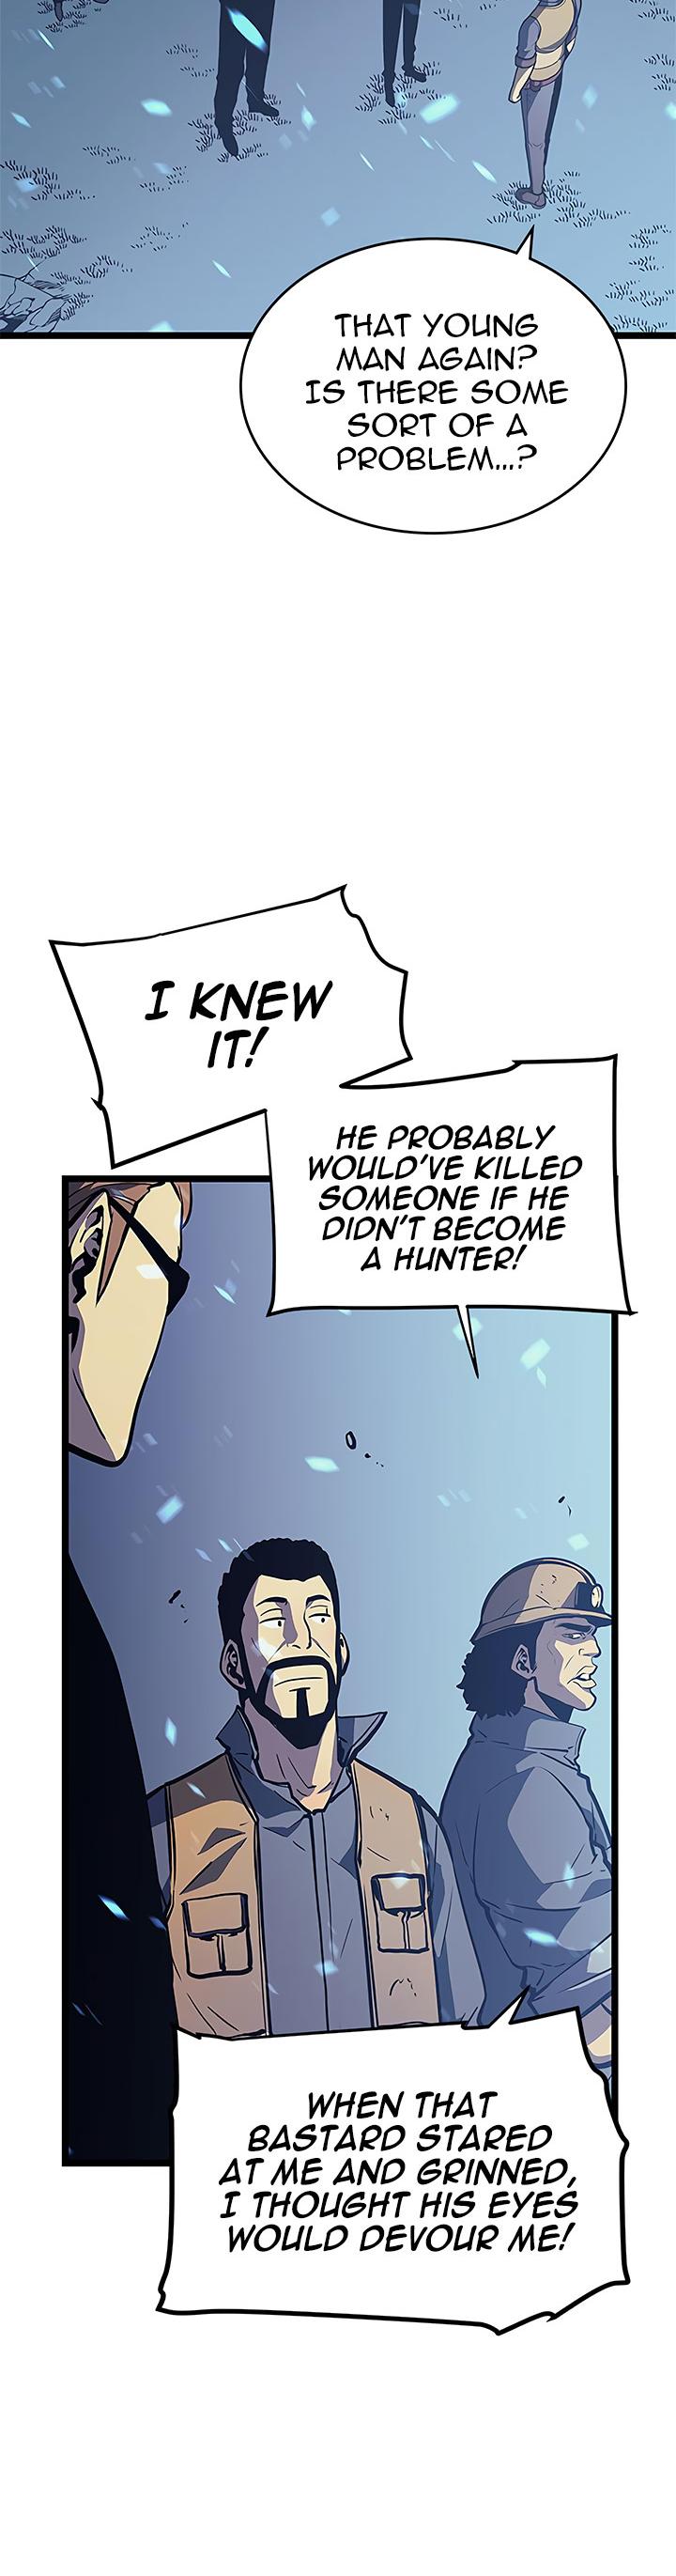 THAT YOUNG
MAN AGAIN?
IS THERE SOME
SORT OF A
PROBLEM...?
I KNEW
IT!
HE PROBABLY
WOULD'VE KILLED
SOMEONE IF HE
DIDN'T BECOME
A HUNTER!
WHEN THAT
BASTARD STARED
AT ME AND GRINNED,
I THOUGHT HIS EYES
WOULD DEVOUR ME!